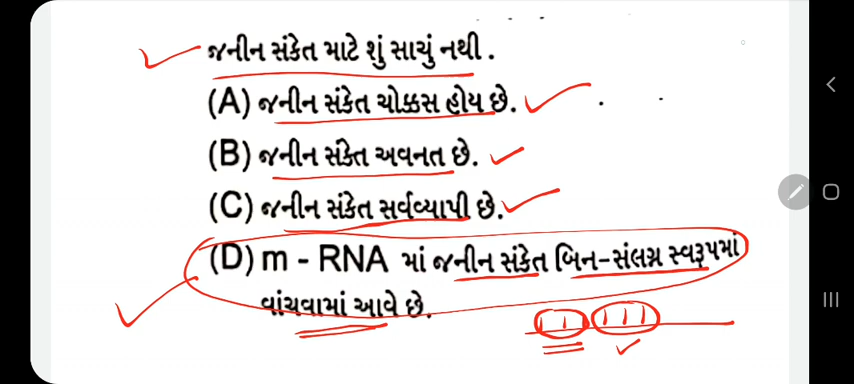 જનીન સંકેત માટે શું સાચું નથી.
(A) જનીન સંકેત ચોક્કસ હોય છે.
(B) જનીન સંકેત અવનત છે.
(C) જનીન સંકેત સર્વવ્યાપી છે.
(D) m - RNA માં જનીન સંકેત બિન-સંલગ્ન સ્વરૂપમાં
વાંચવામાં આવે છે.